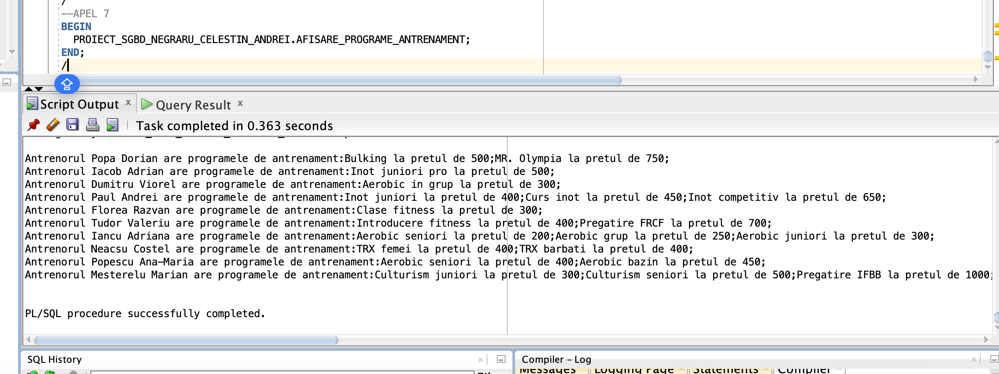 /
--APEL 7
BEGIN
PROIECT_SGBD_NEGRARU_CELESTIN_ANDREI.AFISARE_PROGRAME_ANTRENAMENT;
END;
/
Script Output x Query Result x
Task completed in 0.363 seconds
Antrenorul Popa Dorian are programele de antrenament:Bulking la pretul de 500;MR. Olympia la pretul de 750;
Antrenorul Iacob Adrian are programele de antrenament:Inot juniori pro la pretul de 500;
Antrenorul Dumitru Viorel are programele de antrenament:Aerobic in grup la pretul de 300;
Antrenorul Paul Andrei are programele de antrenament:Inot juniori la pretul de 400;Curs inot la pretul de 450;Inot competitiv la pretul de 650;
Antrenorul Florea Razvan are programele de antrenament:Clase fitness la pretul de 300;
Antrenorul Tudor Valeriu are programele de antrenament:Introducere fitness la pretul de 400;Pregatire FRCF la pretul de 700;
Antrenorul Iancu Adriana are programele de antrenament:Aerobic seniori la pretul de 200;Aerobic grup la pretul de 250;Aerobic juniori la pretul de 300;
Antrenorul Neacsu Costel are programele de antrenament:TRX femei la pretul de 400;TRX barbati la pretul de 400;
Antrenorul Popescu Ana-Maria are programele de antrenament:Aerobic seniori la pretul de 400;Aerobic bazin la pretul de 450;
Antrenorul Mesterelu Marian are programele de antrenament:Culturism juniori la pretul de 300;Culturism seniori la pretul de 500;Pregatire IFBB la pretul de 1000;
PL/SQL procedure successfully completed.
SQL History Compiler - Log
Messages Logging Page Statements Compiler